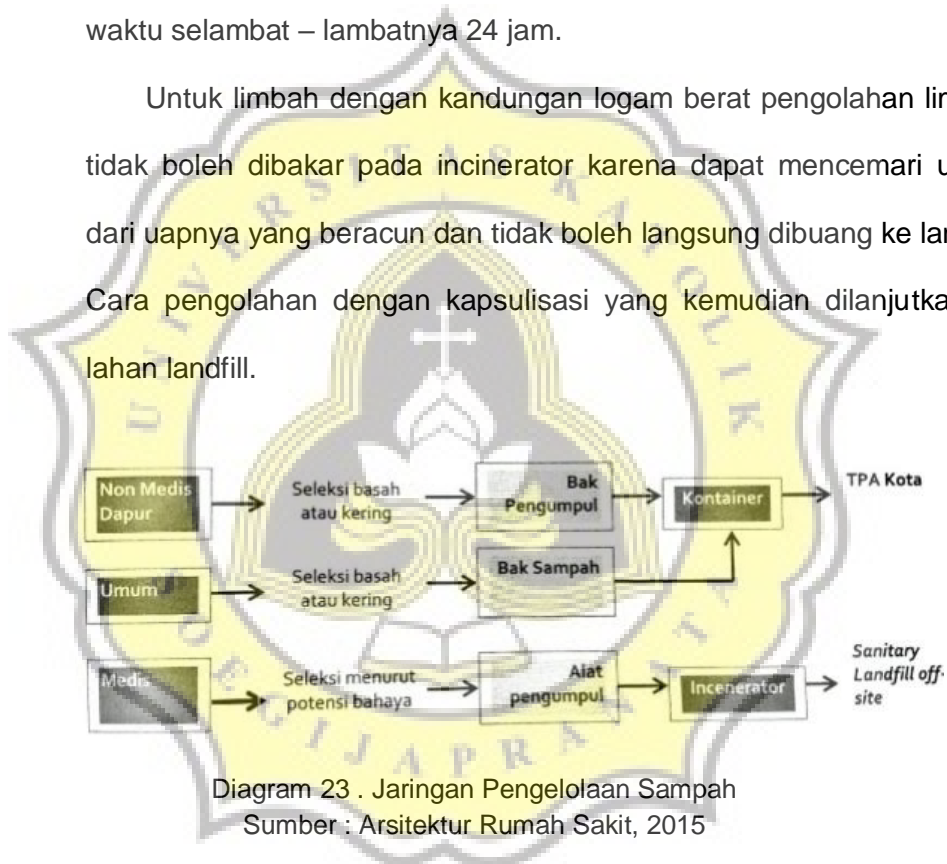 waktu selambat – lambatnya 24 jam.
Untuk limbah dengan kandungan logam berat pengolahan
tidak boleh dibakar pada incinerator karena dapat mencemari
dari uapnya yang beracun dan tidak boleh langsung dibuang ke
Cara pengolahan dengan kapsulisasi yang kemudian
lahan landfill.
UNIVERSITAS KATOLIK
SOEGIJAPRANATA
Non Medis
Dapur
Seleksi basah
atau kering
Bak
Pengumpul
Kontainer
TPA Kota
Umum
Seleksi basah
atau kering
Bak Sampah
Medis
Seleksi menurut
potensi bahaya
Alat
pengumpul
Incenerator
Sanitary
Landfill off-
site
Diagram 23 . Jaringan Pengelolaan Sampah
Sumber : Arsitektur Rumah Sakit, 2015